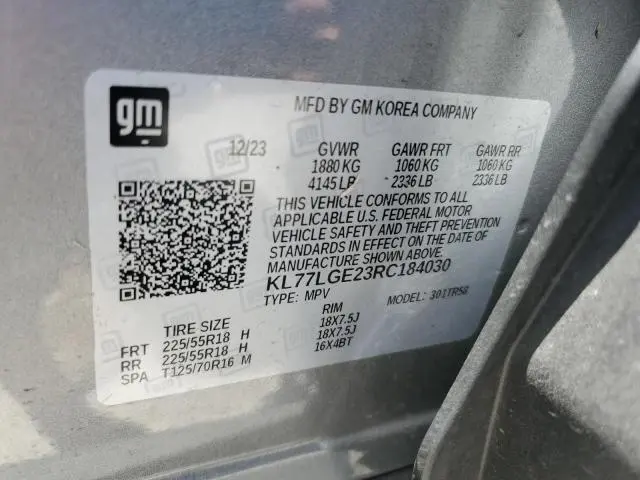 gm
MFD BY GM KOREA COMPANY
12/23 GVWR GAWR FRT GAWR RR
1880 KG 1060 KG 1060 KG
4145 LB 2336 LB 2336 LB
THIS VEHICLE CONFORMS TO ALL
APPLICABLE U.S. FEDERAL MOTOR
VEHICLE SAFETY AND THEFT PREVENTION
STANDARDS IN EFFECT ON THE DATE OF
MANUFACTURE SHOWN ABOVE.
KL77LGE23RC184030
TYPE: MPV MODEL: 301TR58
TIRE SIZE RIM
FRT 225/55R18 H 18X7.5J
RR 225/55R18 H 18X7.5J
SPA T125/70R16 M 16X4BT